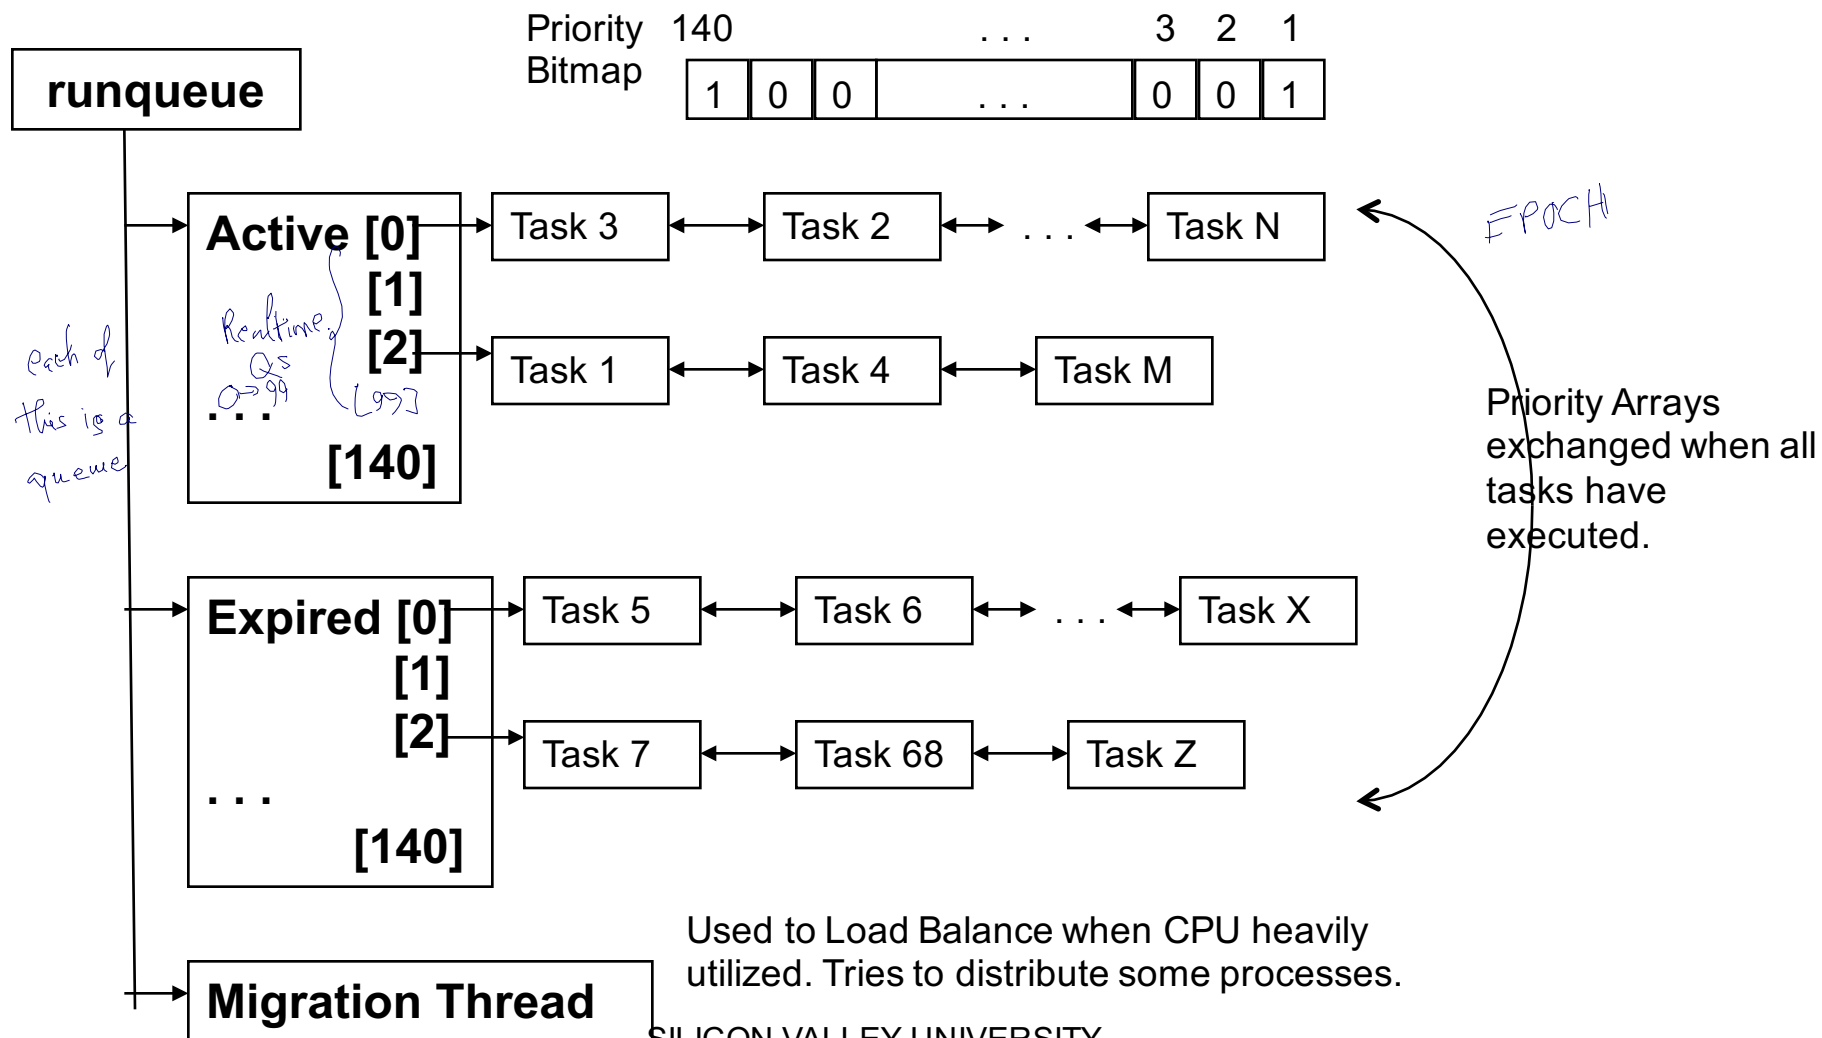 Priority 140 . . . 3 2 1
Bitmap
1 0 0 . . . 0 0 1
runqueue
Active [0]
[1]
[2]
. . .
[140]
Task 3
Task 2
. . .
Task N
Task 1
Task 4
Task M
EPOCH
Realtime
Qs
0→99
[99]
each of
this is a
queue
Priority Arrays
exchanged when all
tasks have
executed.
Expired [0]
[1]
[2]
. . .
[140]
Task 5
Task 6
. . .
Task X
Task 7
Task 68
Task Z
Used to Load Balance when CPU heavily
utilized. Tries to distribute some processes.
Migration Thread
SILICON VALLEY UNIVERSITY